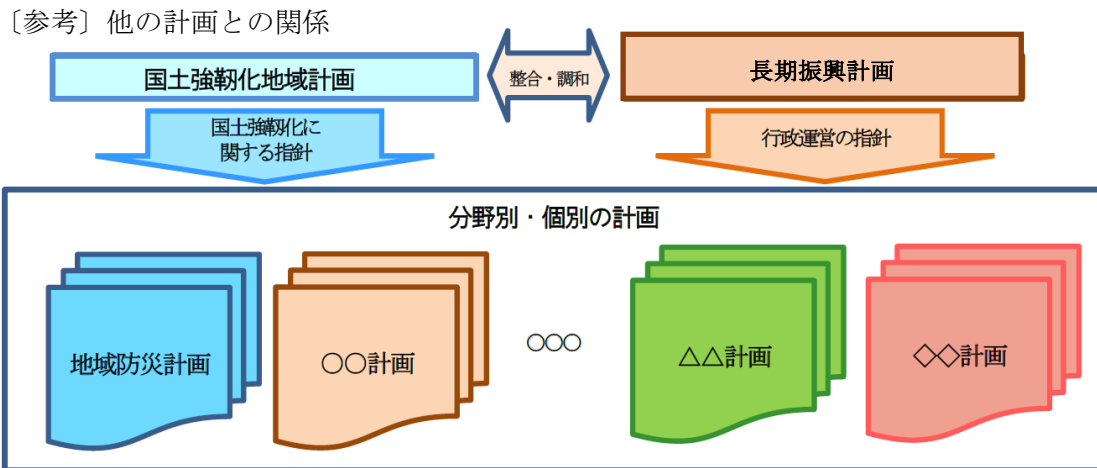 〔参考〕他の計画との関係
国土強靱化地域計画
整合・調和
長期振興計画
国土強靱化に
関する指針
行政運営の指針
分野別・個別の計画
地域防災計画
○○計画
○○○
△△計画
◇◇計画